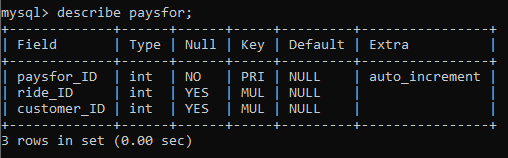 mysql> describe paysfor;
+-------------+------+------+-----+---------+----------------+
| Field       | Type | Null | Key | Default | Extra          |
+-------------+------+------+-----+---------+----------------+
| paysfor_ID  | int  | NO   | PRI | NULL    | auto_increment |
| ride_ID     | int  | YES  | MUL | NULL    |                |
| customer_ID | int  | YES  | MUL | NULL    |                |
+-------------+------+------+-----+---------+----------------+
3 rows in set (0.00 sec)